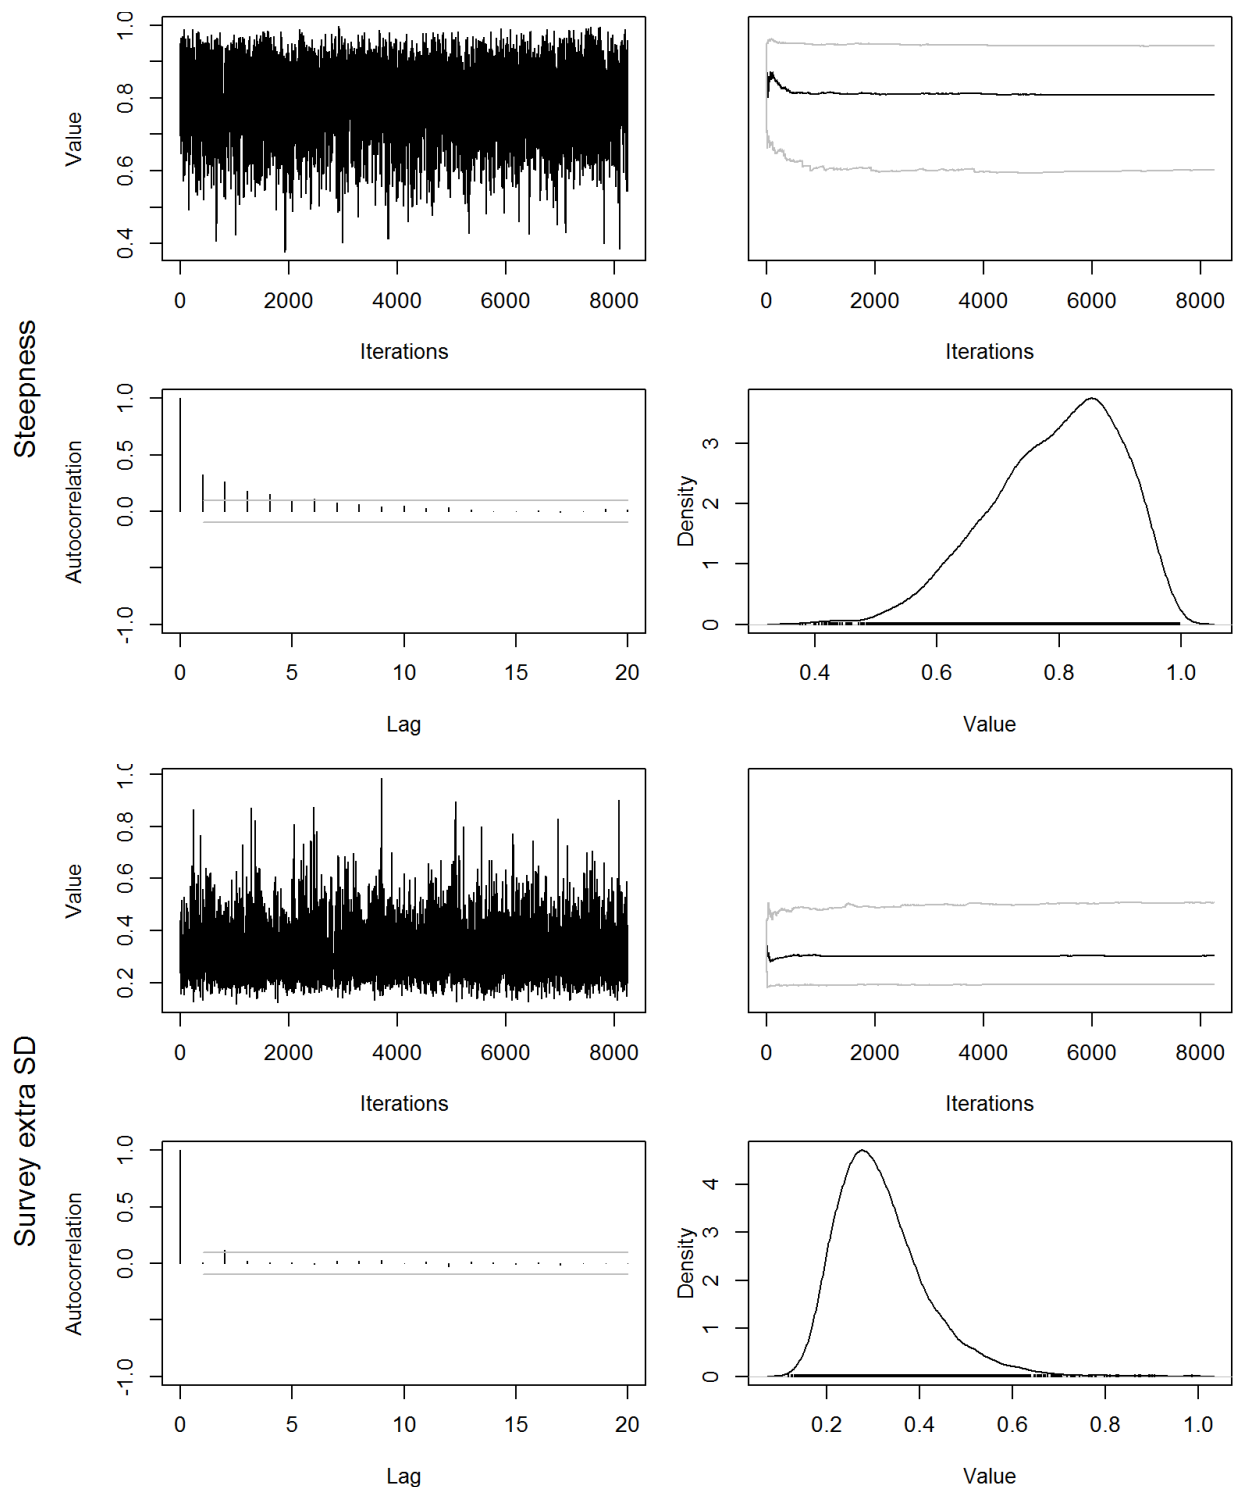 Steepness
Value
0.4 0.6 0.8 1.0
0 2000 4000 6000 8000
Iterations
0 2000 4000 6000 8000
Iterations
Autocorrelation
-1.0 0.0 0.5 1.0
0 5 10 15 20
Lag
Density
0 1 2 3
0.4 0.6 0.8 1.0
Value
Survey extra SD
Value
0.2 0.4 0.6 0.8 1.0
0 2000 4000 6000 8000
Iterations
0 2000 4000 6000 8000
Iterations
Autocorrelation
-1.0 0.0 0.5 1.0
0 5 10 15 20
Lag
Density
0 1 2 3 4
0.2 0.4 0.6 0.8 1.0
Value